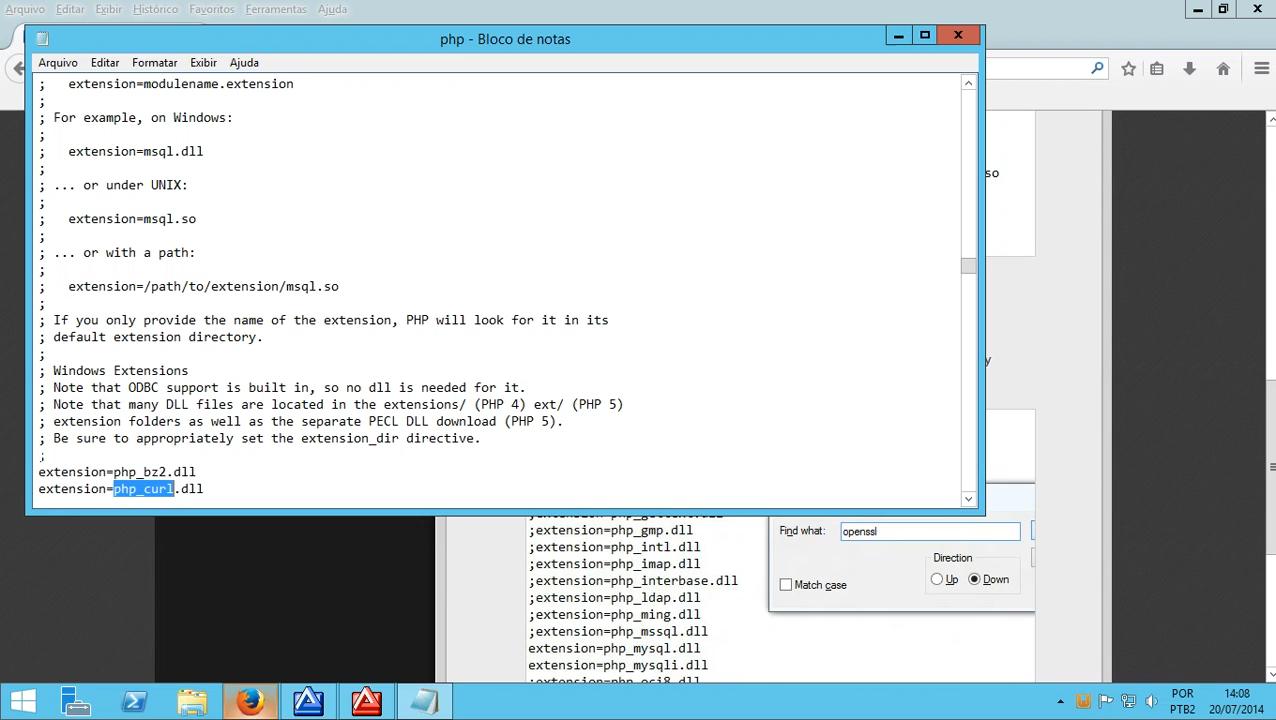 Arquivo Editar Exibir Histórico Favoritos Ferramentas Ajuda
php - Bloco de notas
Arquivo Editar Formatar Exibir Ajuda
;   extension=modulename.extension
;
; For example, on Windows:
;
;   extension=msql.dll
;
; ... or under UNIX:
;
;   extension=msql.so
;
; ... or with a path:
;
;   extension=/path/to/extension/msql.so
;
; If you only provide the name of the extension, PHP will look for it in its
; default extension directory.
;
; Windows Extensions
; Note that ODBC support is built in, so no dll is needed for it.
; Note that many DLL files are located in the extensions/ (PHP 4) ext/ (PHP 5)
; extension folders as well as the separate PECL DLL download (PHP 5).
; Be sure to appropriately set the extension_dir directive.
;
extension=php_bz2.dll
extension=php_curl.dll
so
y
;extension=php_gmp.dll
;extension=php_intl.dll
;extension=php_imap.dll
;extension=php_interbase.dll
;extension=php_ldap.dll
;extension=php_ming.dll
;extension=php_mssql.dll
extension=php_mysql.dll
extension=php_mysqli.dll
;extension=php_oci8.dll
Find what: openssl
Direction
Match case Up Down
POR 14:08
PTB2 20/07/2014